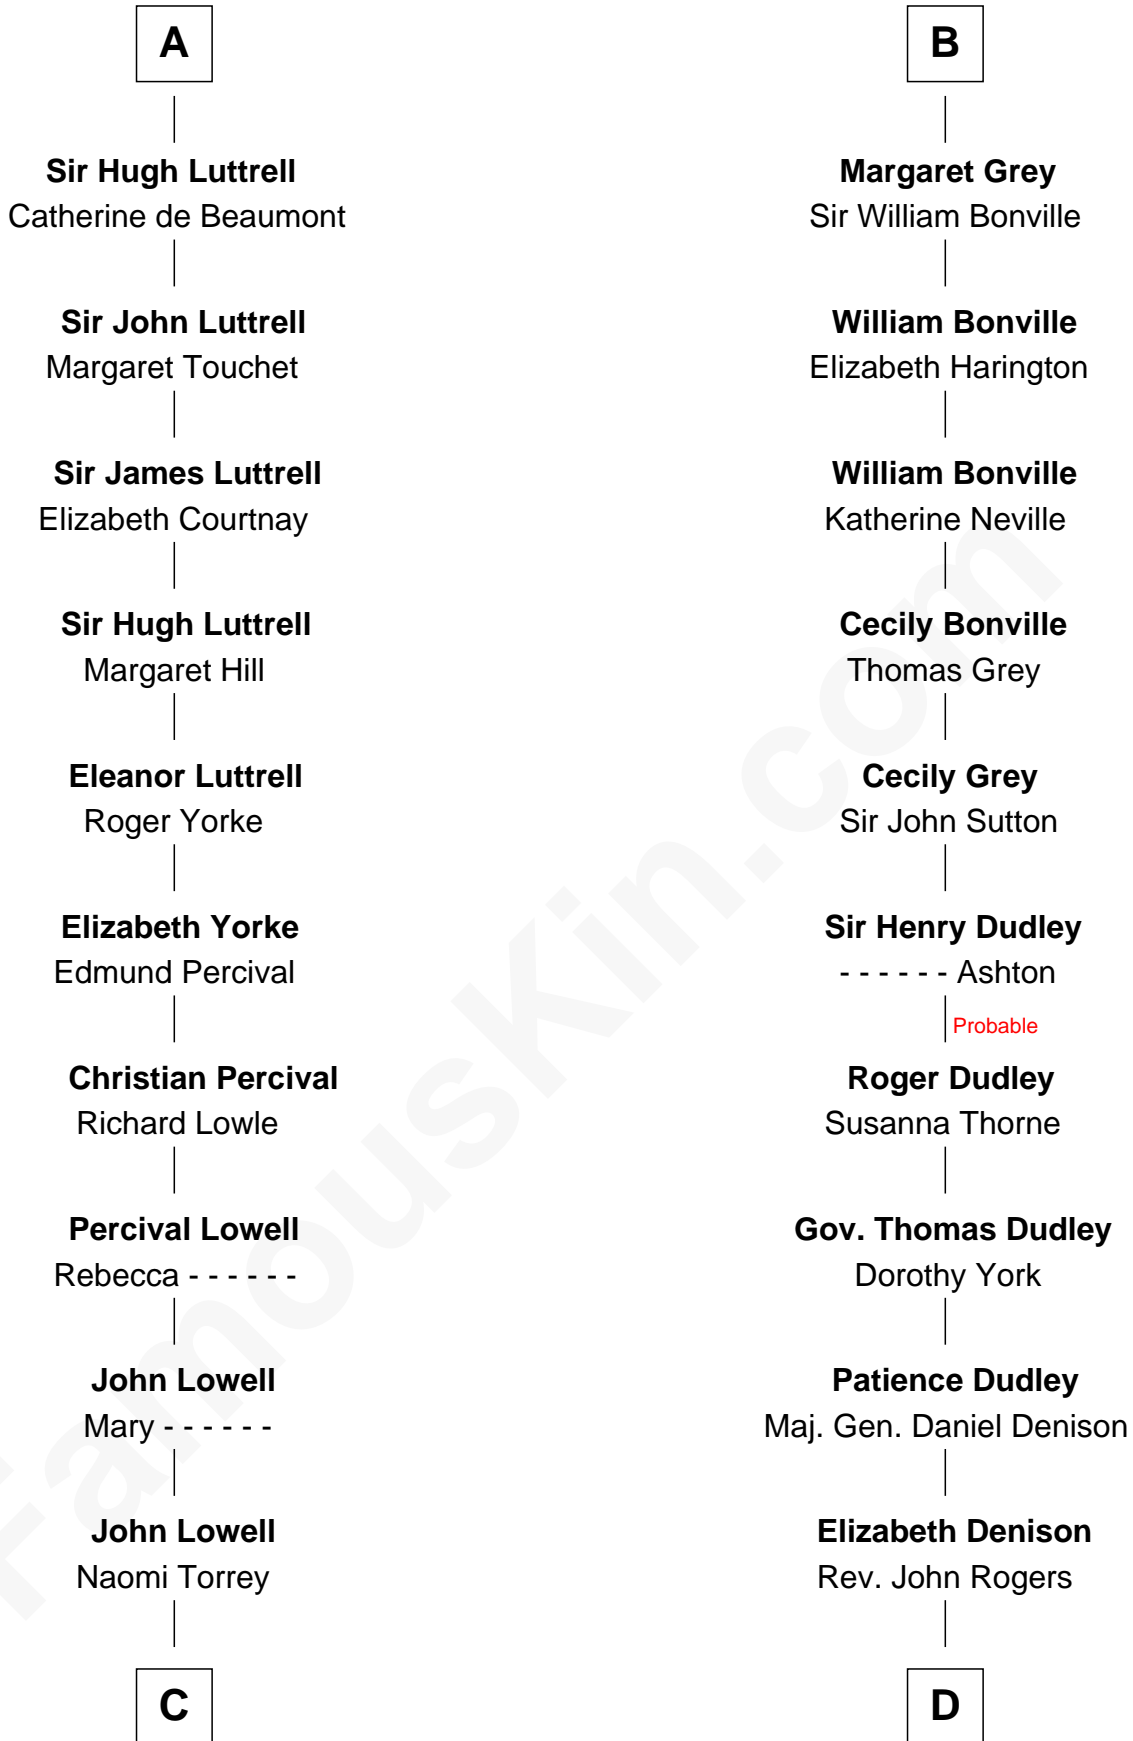 A
Sir Hugh Luttrell
Catherine de Beaumont
Sir John Luttrell
Margaret Touchet
Sir James Luttrell
Elizabeth Courtnay
Sir Hugh Luttrell
Margaret Hill
Eleanor Luttrell
Roger Yorke
Elizabeth Yorke
Edmund Percival
Christian Percival
Richard Lowle
Percival Lowell
Rebecca - - - - - -
John Lowell
Mary - - - - - -
John Lowell
Naomi Torrey
C
B
Margaret Grey
Sir William Bonville
William Bonville
Elizabeth Harington
William Bonville
Katherine Neville
Cecily Bonville
Thomas Grey
Cecily Grey
Sir John Sutton
Sir Henry Dudley
- - - - - - Ashton
Probable
Roger Dudley
Susanna Thorne
Gov. Thomas Dudley
Dorothy York
Patience Dudley
Maj. Gen. Daniel Denison
Elizabeth Denison
Rev. John Rogers
D
FamousKin.com